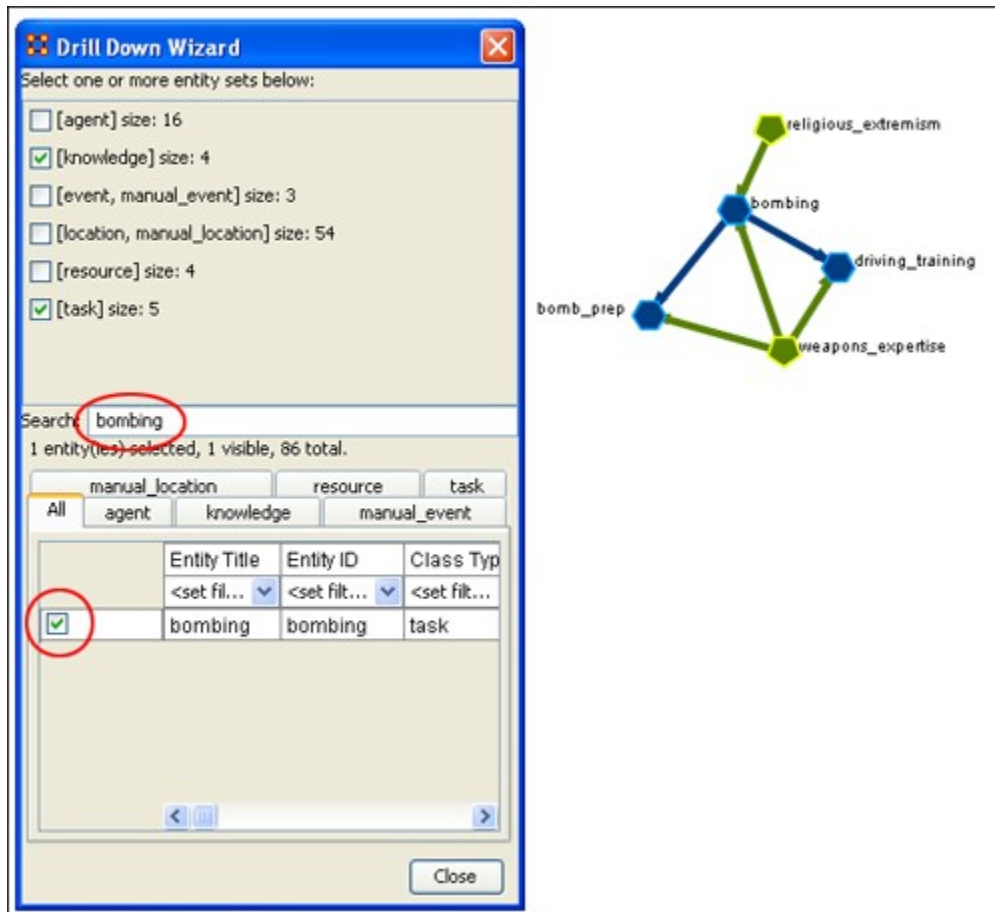 Drill Down Wizard
Select one or more entity sets below:
[agent] size: 16
[knowledge] size: 4
[event, manual_event] size: 3
[location, manual_location] size: 54
[resource] size: 4
[task] size: 5
Search: bombing
1 entity(ies) selected, 1 visible, 86 total.
manual_location resource task
All agent knowledge manual_event
Entity Title Entity ID Class Typ
<set fil... <set filt... <set filt...
bombing bombing task
Close
religious_extremism
bombing
driving_training
bomb_prep
weapons_expertise